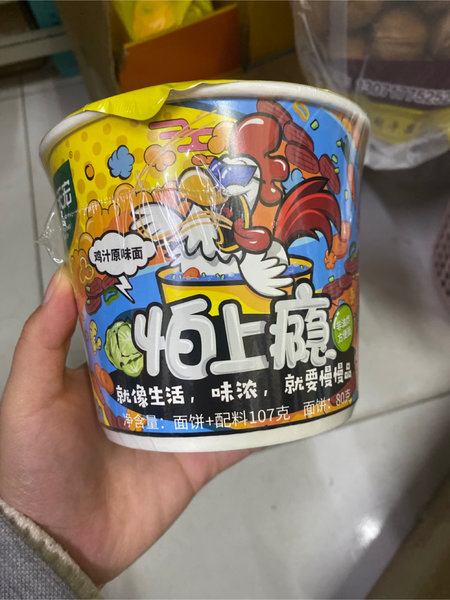 鸡汁原味面
怕上瘾
就像生活，味浓，就要慢慢品
净含量：面饼+配料107克 面饼：80克